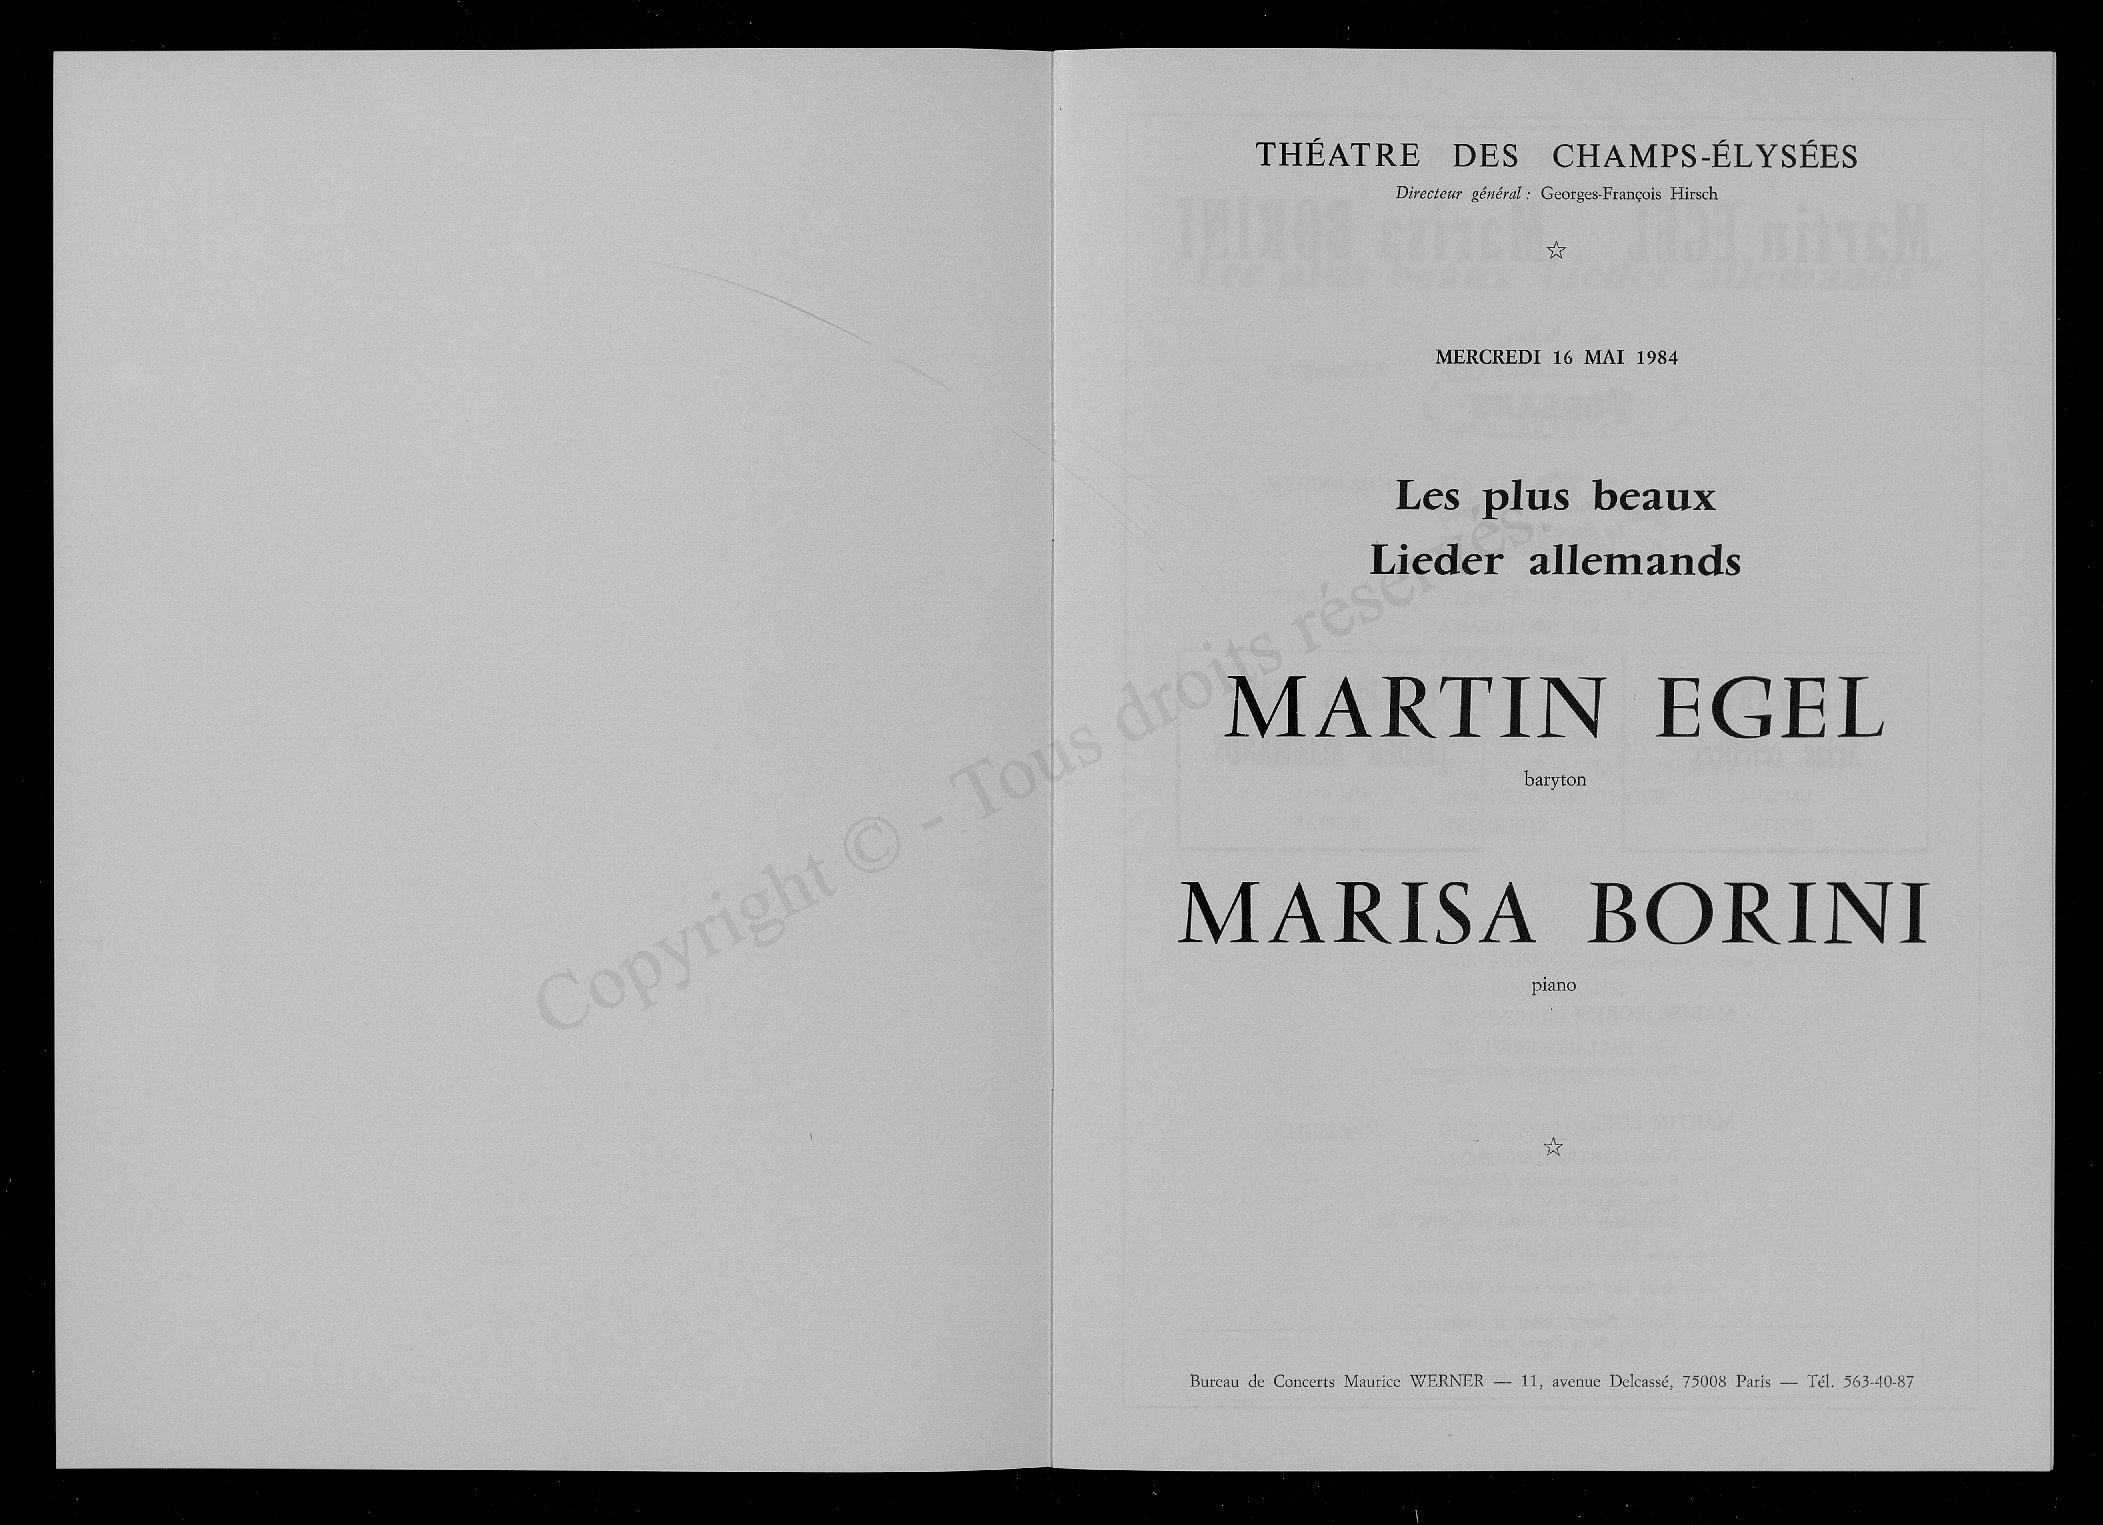 THÉATRE DES CHAMPS-ÉLYSÉES
Directeur général : Georges-François Hirsch
☆
MERCREDI 16 MAI 1984
Les plus beaux
Lieder allemands
MARTIN EGEL
baryton
MARISA BORINI
piano
☆
Bureau de Concerts Maurice WERNER — 11, avenue Delcassé, 75008 Paris — Tél. 563-40-87
Copyright © - Tous droits réservés.